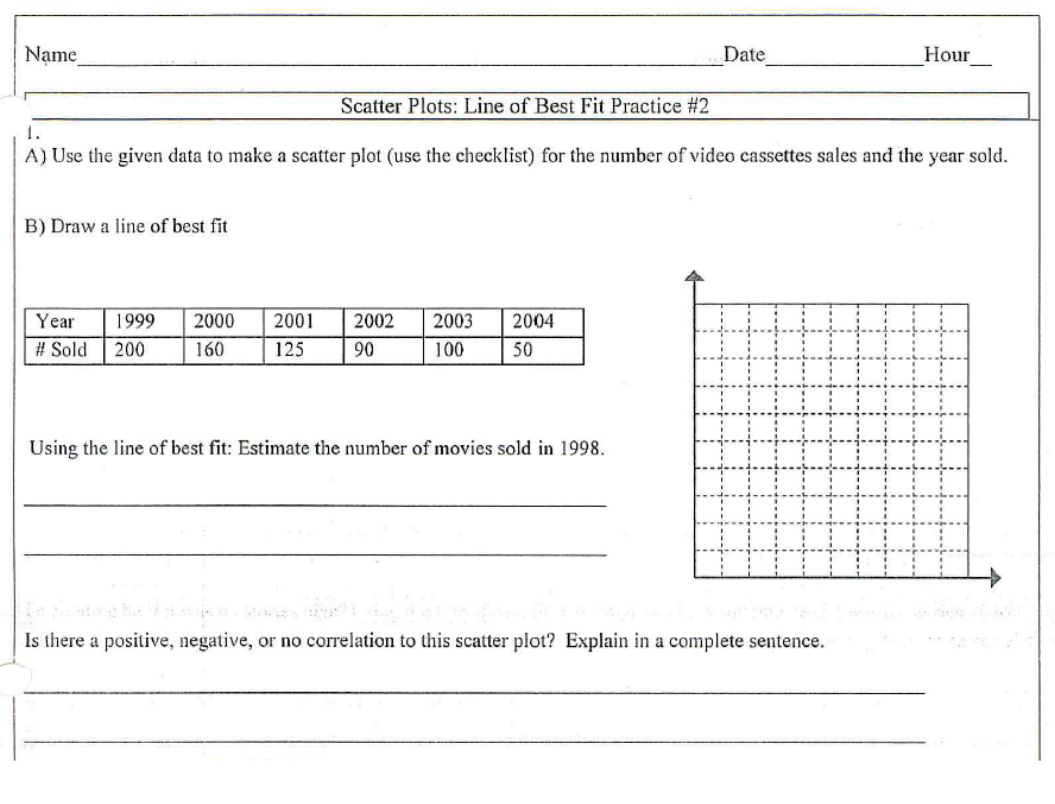 Name Date Hour
Scatter Plots: Line of Best Fit Practice #2
1.
A) Use the given data to make a scatter plot (use the checklist) for the number of video cassettes sales and the year sold.
B) Draw a line of best fit
Year 1999 2000 2001 2002 2003 2004
# Sold 200 160 125 90 100 50
Using the line of best fit: Estimate the number of movies sold in 1998.
Is there a positive, negative, or no correlation to this scatter plot? Explain in a complete sentence.